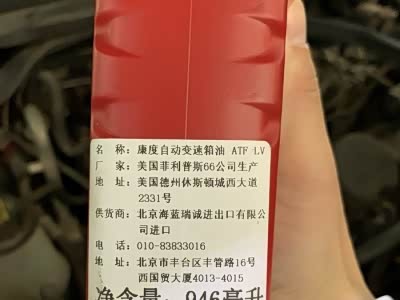 名 称：康度自动变速箱油 ATF LV
厂 家：美国菲利普斯66公司生产
地 址：美国德州休斯顿城西大道
2331号
供货商：北京海蓝瑞诚进出口有限公
司进口
电 话：010-83833016
地 址：北京市丰台区丰管路16号
西国贸大厦4013-4015
净含量：946毫升